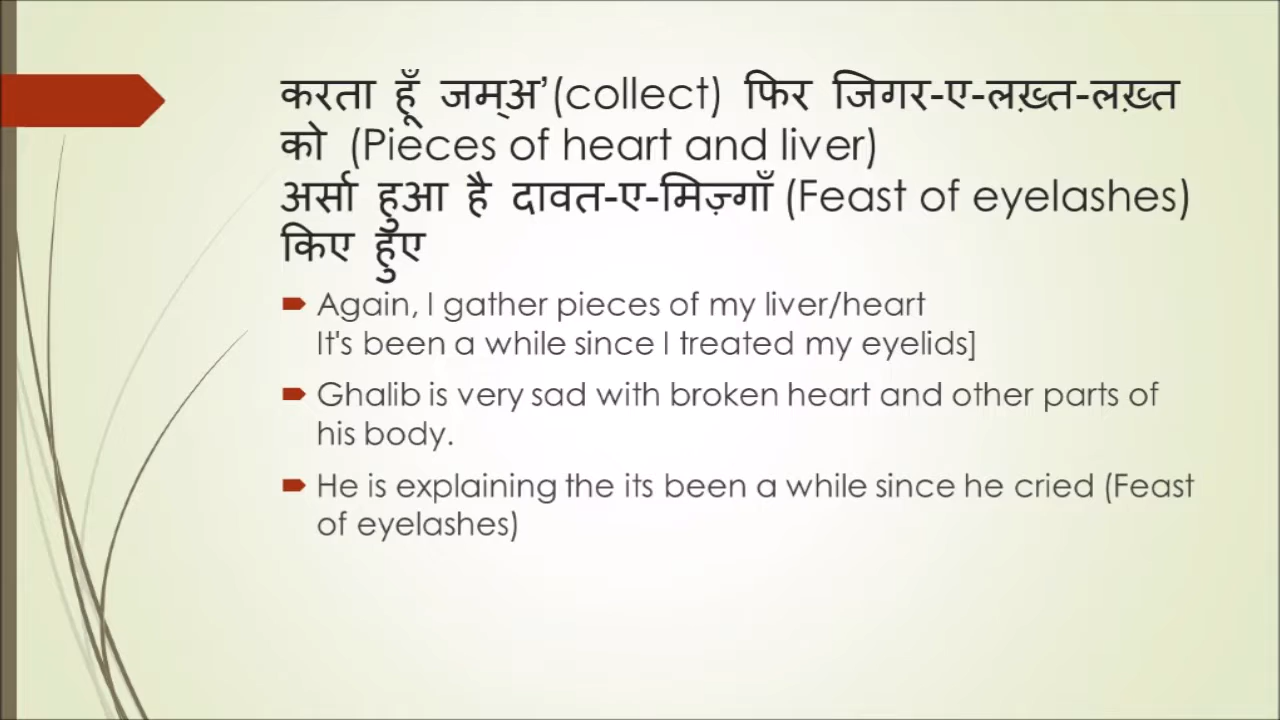 करता हूँ जम्अ’(collect) फिर जिगर-ए-लख़्त-लख़्त
को (Pieces of heart and liver)
अर्सा हुआ है दावत-ए-मिज़्गाँ (Feast of eyelashes)
किए हुए
Again, I gather pieces of my liver/heart
It's been a while since I treated my eyelids]
Ghalib is very sad with broken heart and other parts of
his body.
He is explaining the its been a while since he cried (Feast
of eyelashes)